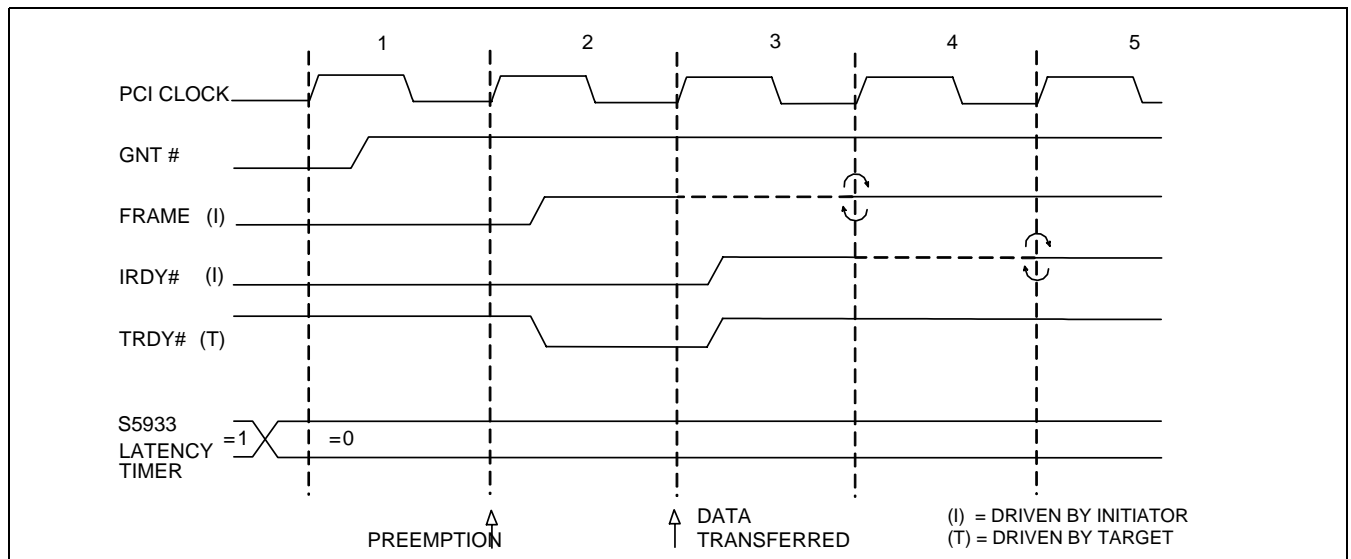 1 2 3 4 5
PCI CLOCK
GNT #
FRAME (I)
IRDY# (I)
TRDY# (T)
S5933
LATENCY
TIMER
=1 =0
PREEMPTION
DATA
TRANSFERRED
(I) = DRIVEN BY INITIATOR
(T) = DRIVEN BY TARGET